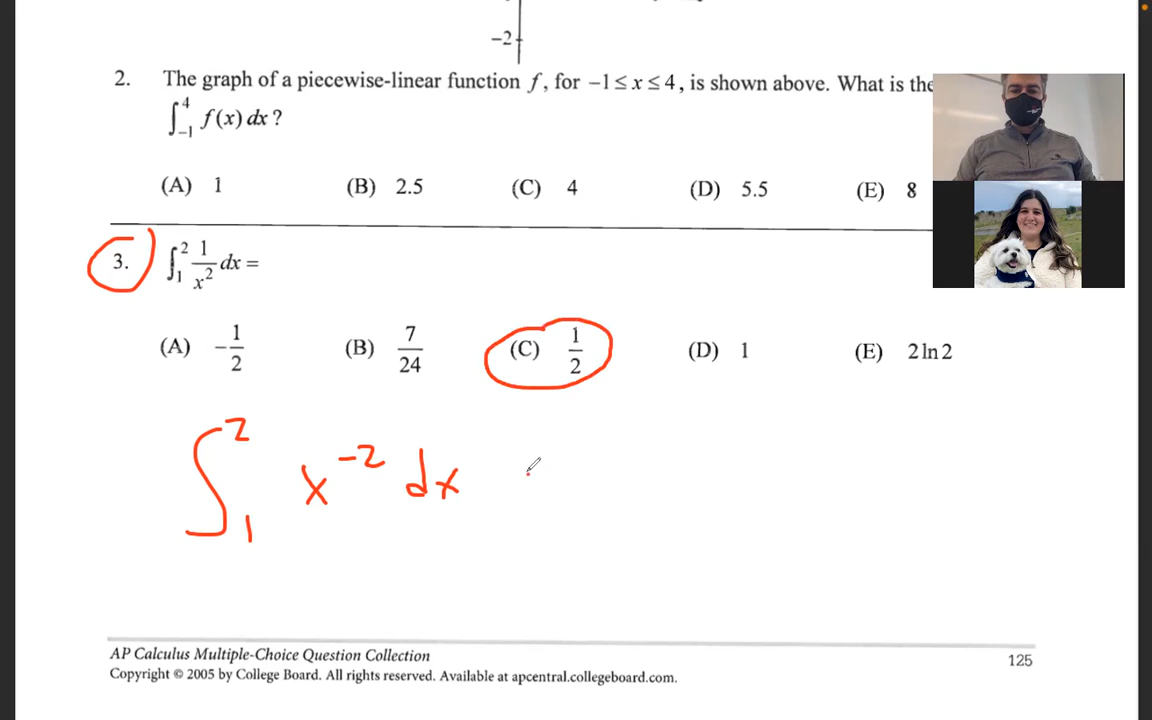 -2
2. The graph of a piecewise-linear function f, for −1 ≤ x ≤ 4, is shown above. What is the
∫₋₁⁴ f(x) dx ?
(A) 1 (B) 2.5 (C) 4 (D) 5.5 (E) 8
3. ∫₁² 1/x² dx =
(A) −1/2 (B) 7/24 (C) 1/2 (D) 1 (E) 2 ln 2
∫₁² x⁻² dx
AP Calculus Multiple-Choice Question Collection
125
Copyright © 2005 by College Board. All rights reserved. Available at apcentral.collegeboard.com.